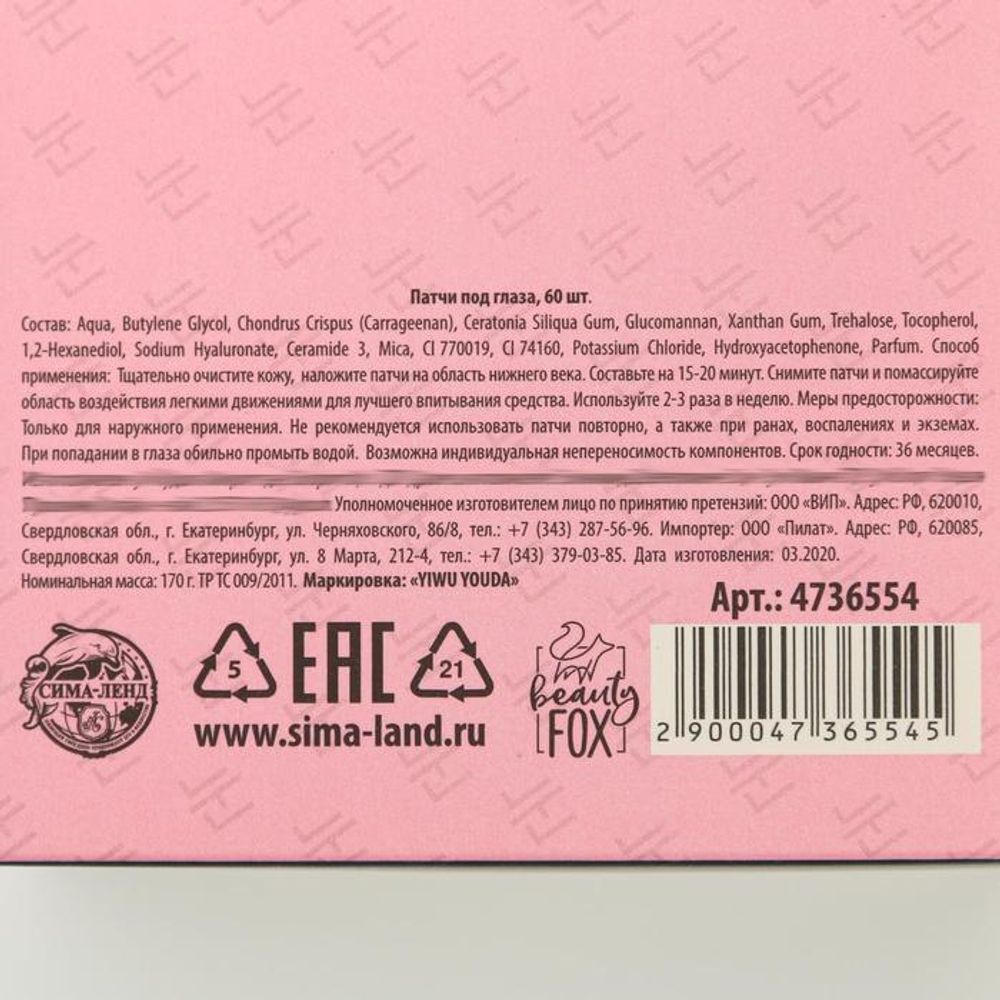 Патчи под глаза, 60 шт.
Состав: Aqua, Butylene Glycol, Chondrus Crispus (Carrageenan), Ceratonia Siliqua Gum, Glucomannan, Xanthan Gum, Trehalose, Tocopherol,
1,2-Hexanediol, Sodium Hyaluronate, Ceramide 3, Mica, CI 770019, CI 74160, Potassium Chloride, Hydroxyacetophenone, Parfum. Способ
применения: Тщательно очистите кожу, наложите патчи на область нижнего века. Составьте на 15-20 минут. Снимите патчи и помассируйте
область воздействия легкими движениями для лучшего впитывания средства. Используйте 2-3 раза в неделю. Меры предосторожности:
Только для наружного применения. Не рекомендуется использовать патчи повторно, а также при ранах, воспалениях и экземах.
При попадании в глаза обильно промыть водой. Возможна индивидуальная непереносимость компонентов. Срок годности: 36 месяцев.
Уполномоченное изготовителем лицо по принятию претензий: ООО «ВИП». Адрес: РФ, 620010,
Свердловская обл., г. Екатеринбург, ул. Черняховского, 86/8, тел.: +7 (343) 287-56-96. Импортер: ООО «Пилат». Адрес: РФ, 620085,
Свердловская обл., г. Екатеринбург, ул. 8 Марта, 212-4, тел.: +7 (343) 379-03-85. Дата изготовления: 03.2020.
Номинальная масса: 170 г. ТР ТС 009/2011. Маркировка: «YIWU YOUDA»
Арт.: 4736554
СИМА-ЛЕНД
5
EAC
21
www.sima-land.ru
beauty
FOX
2 900047 365545